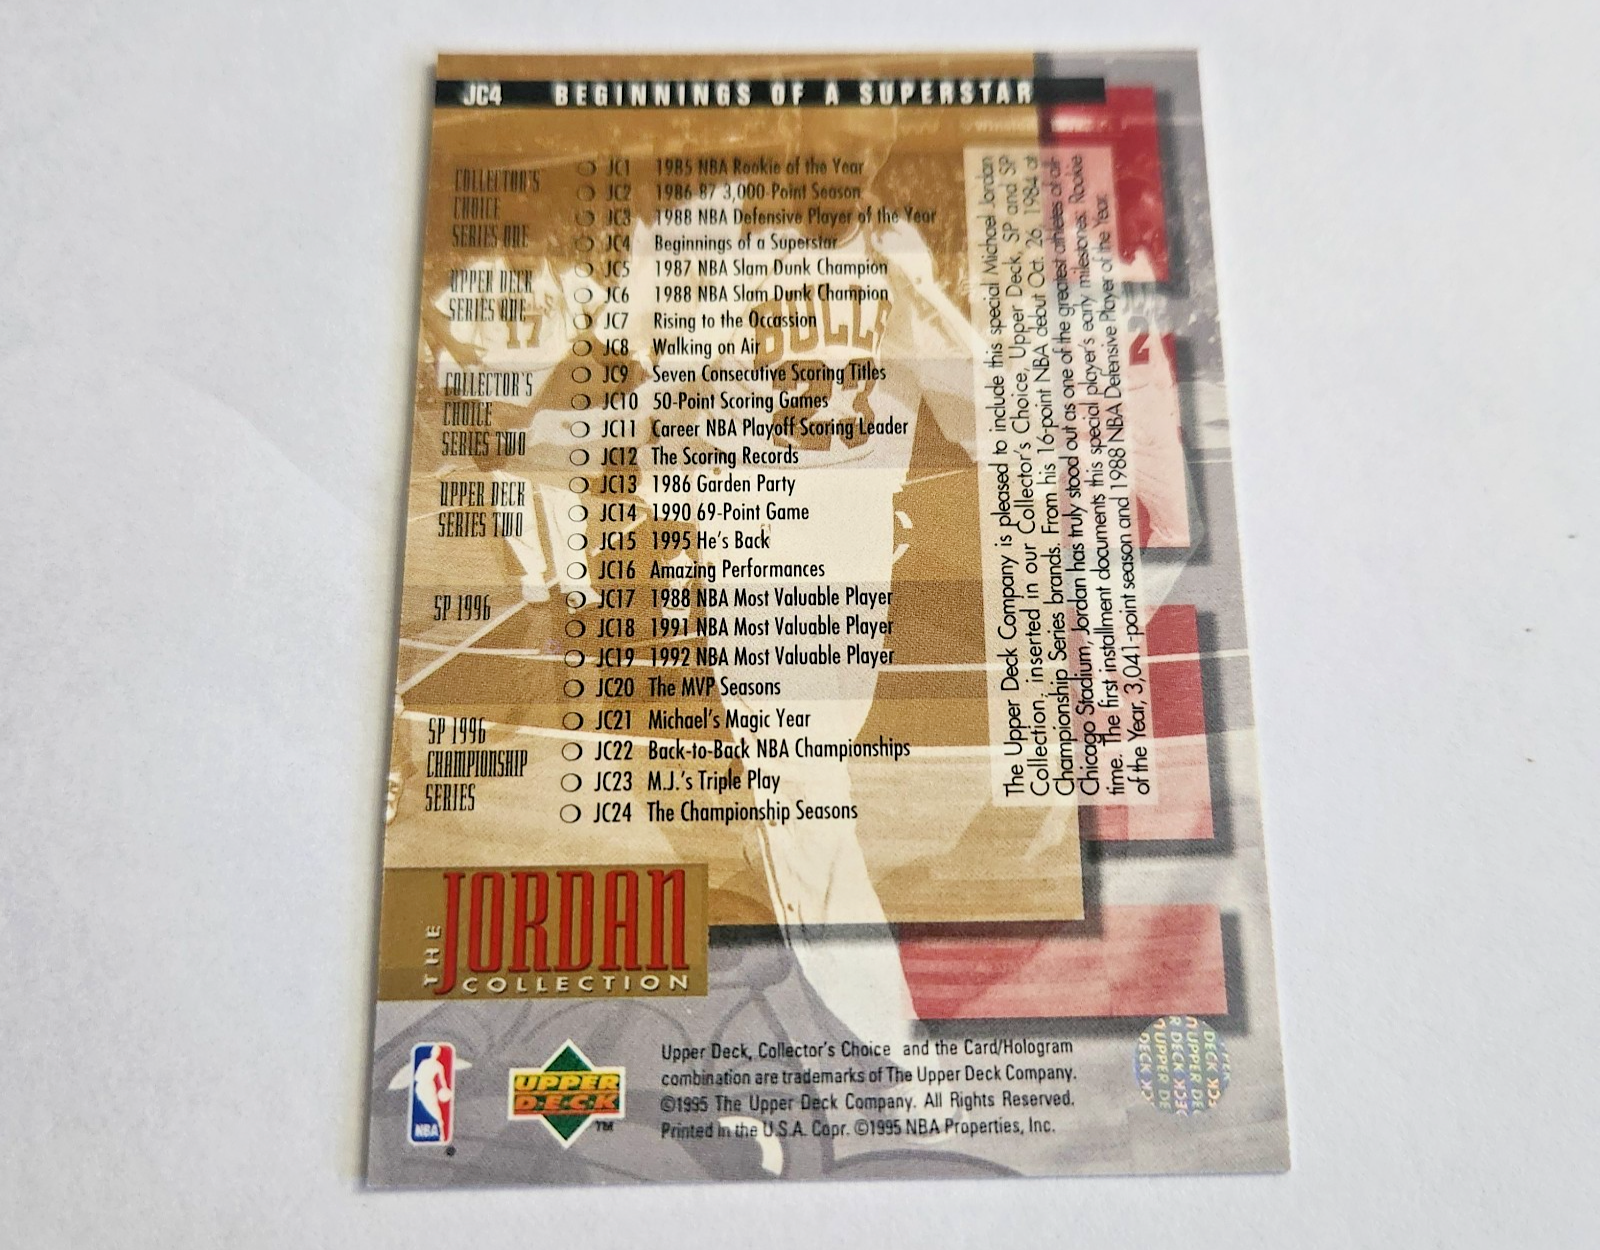 JC4 BEGINNINGS OF A SUPERSTAR
COLLECTOR'S
CHOICE
SERIES ONE
JC1 1985 NBA Rookie of the Year
JC2 1986-87 3,000-Point Season
JC3 1988 NBA Defensive Player of the Year
JC4 Beginnings of a Superstar
UPPER DECK
SERIES ONE
JC5 1987 NBA Slam Dunk Champion
JC6 1988 NBA Slam Dunk Champion
JC7 Rising to the Occassion
JC8 Walking on Air
COLLECTOR'S
CHOICE
SERIES TWO
JC9 Seven Consecutive Scoring Titles
JC10 50-Point Scoring Games
JC11 Career NBA Playoff Scoring Leader
JC12 The Scoring Records
UPPER DECK
SERIES TWO
JC13 1986 Garden Party
JC14 1990 69-Point Game
JC15 1995 He's Back
JC16 Amazing Performances
SP 1996
JC17 1988 NBA Most Valuable Player
JC18 1991 NBA Most Valuable Player
JC19 1992 NBA Most Valuable Player
JC20 The MVP Seasons
SP 1996
CHAMPIONSHIP
SERIES
JC21 Michael's Magic Year
JC22 Back-to-Back NBA Championships
JC23 M.J.'s Triple Play
JC24 The Championship Seasons
The Upper Deck Company is pleased to include this special Michael Jordan
Collection, inserted in our Collector's Choice, Upper Deck, SP and SP
Championship Series brands. From his 16-point NBA debut Oct. 26 1984 at
Chicago Stadium, Jordan has truly stood out as one of the greatest athletes of all-
time. The first installment documents this special player's early milestones: Rookie
of the Year, 3,041-point season and 1988 NBA Defensive Player of the Year.
BULLS
23
17
THE
JORDAN
COLLECTION
NBA
UPPER
DECK
TM
Upper Deck, Collector's Choice and the Card/Hologram
combination are trademarks of The Upper Deck Company.
©1995 The Upper Deck Company. All Rights Reserved.
Printed in the U.S.A. Copr. ©1995 NBA Properties, Inc.
UPPER DECK